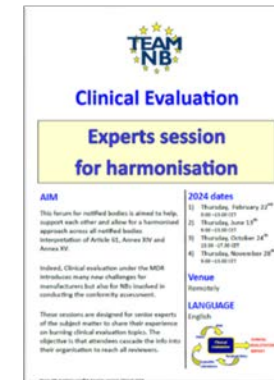 TEAM
NB
Clinical Evaluation
Experts session
for harmonisation
AIM
This forum for notified bodies is aimed to help,
support each other and allow for a harmonised
approach across all notified bodies
interpretation of Article 61, Annex XIV and
Annex XV.
Indeed, Clinical evaluation under the MDR
introduces many new challenges for
manufacturers but also for NBs involved in
conducting the conformity assessment.
These sessions are designed for senior experts
of the subject matter to share their experience
on burning clinical evaluation topics. The
objective is that attendees cascade the info into
their organisation to reach all reviewers.
2024 dates
1) Thursday, February 22nd
2) Thursday, June 13th
3) Thursday, October 24th
4) Thursday, November 28th
Venue
Remotely
LANGUAGE
English